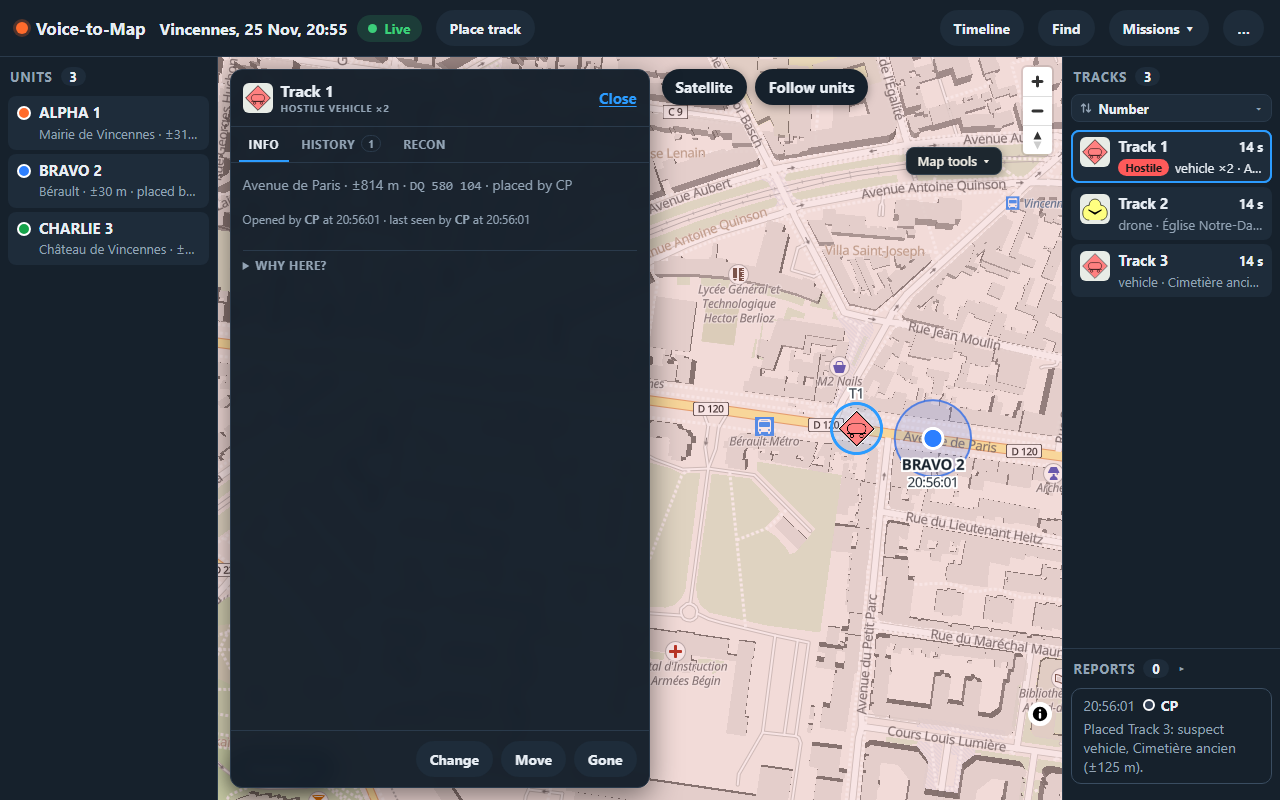 Voice-to-Map
Vincennes, 25 Nov, 20:55
Live
Place track
Timeline
Find
Missions
...
UNITS 3
ALPHA 1
Mairie de Vincennes · ±31...
BRAVO 2
Bérault · ±30 m · placed b...
CHARLIE 3
Château de Vincennes · ±...
Track 1
HOSTILE VEHICLE ×2
Close
INFO
HISTORY 1
RECON
Avenue de Paris · ±814 m · DQ 580 104 · placed by CP
Opened by CP at 20:56:01 · last seen by CP at 20:56:01
WHY HERE?
Change
Move
Gone
Satellite
Follow units
Map tools
C 9
Avenue Aubert
Avenue Antoine Quinson
Villa Saint-Joseph
Lycée Général et
Technologique
Hector Berlioz
Rue Jean Moulin
M2 Nails
T1
D 120
D 120
Bérault-Métro
Avenue de Paris
D 120
BRAVO 2
20:56:01
Rue du Lieutenant Heitz
Avenue du Petit Parc
Cours Louis Lumière
TRACKS 3
Number
Track 1
14 s
Hostile
vehicle ×2 · A...
Track 2
14 s
drone · Église Notre-Da...
Track 3
14 s
vehicle · Cimetière anci...
REPORTS 0
20:56:01 CP
Placed Track 3: suspect
vehicle, Cimetière ancien
(±125 m).